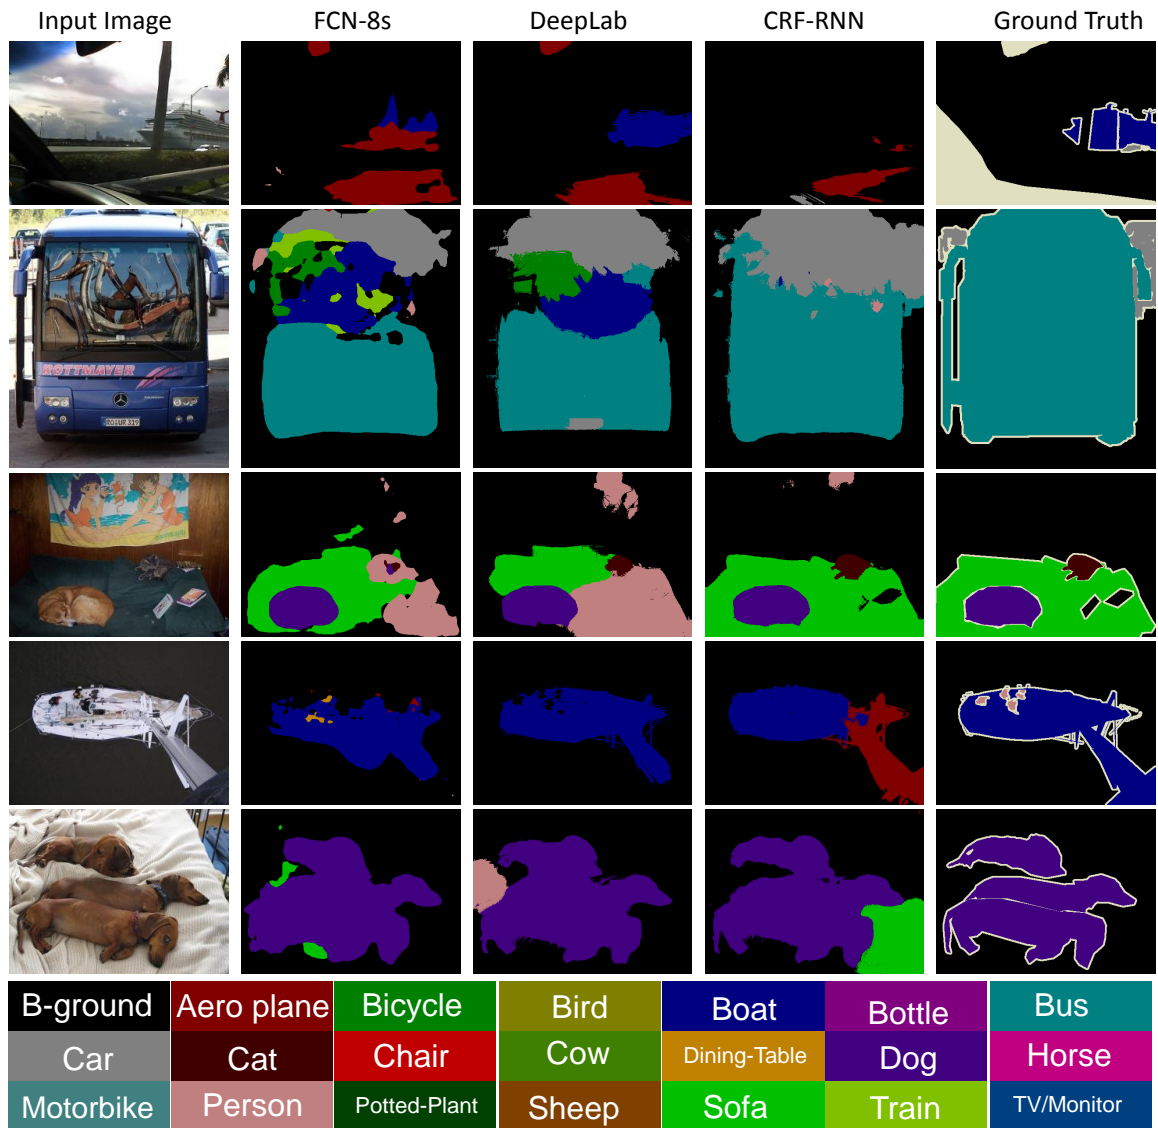 Input Image FCN-8s DeepLab CRF-RNN Ground Truth
ROTTMAYER
B-ground Aero plane Bicycle Bird Boat Bottle Bus
Car Cat Chair Cow Dining-Table Dog Horse
Motorbike Person Potted-Plant Sheep Sofa Train TV/Monitor